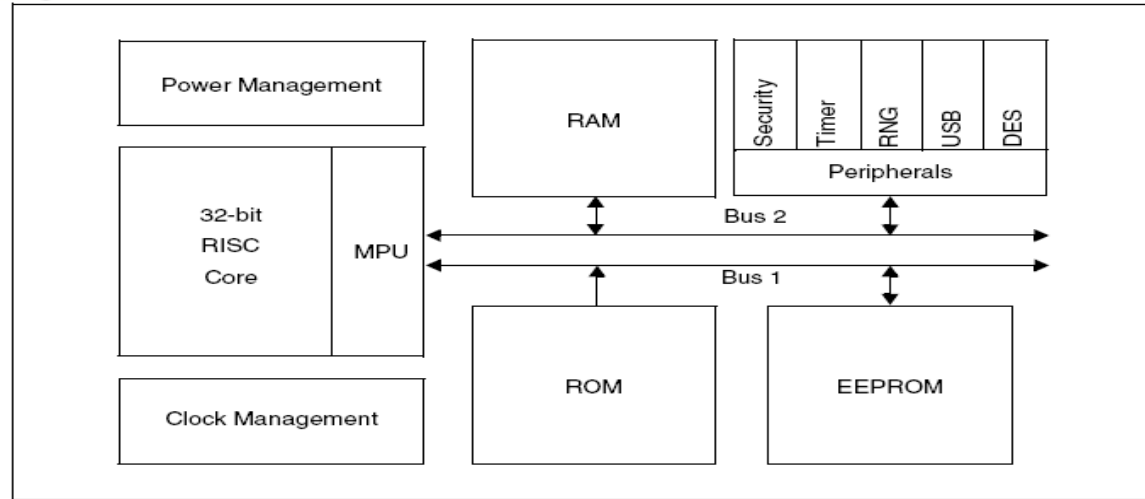 Power Management
32-bit
RISC
Core
MPU
Clock Management
RAM
Security
Timer
RNG
USB
DES
Peripherals
Bus 2
Bus 1
ROM
EEPROM